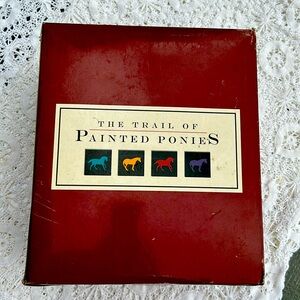 THE TRAIL OF
PAINTED PONIES